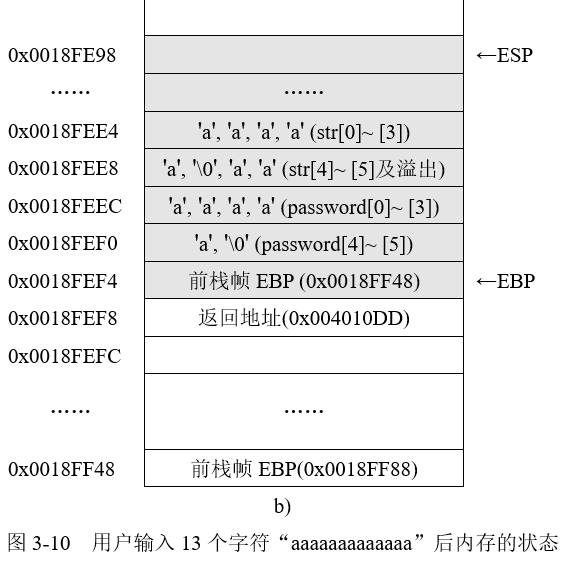 0x0018FE98 ←ESP
…… ……
0x0018FEE4 'a', 'a', 'a', 'a' (str[0]~ [3])
0x0018FEE8 'a', '\0', 'a', 'a' (str[4]~ [5]及溢出)
0x0018FEEC 'a', 'a', 'a', 'a' (password[0]~ [3])
0x0018FEF0 'a', '\0' (password[4]~ [5])
0x0018FEF4 前栈帧 EBP (0x0018FF48) ←EBP
0x0018FEF8 返回地址(0x004010DD)
0x0018FEFC
…… ……
0x0018FF48 前栈帧 EBP(0x0018FF88)
b)
图 3-10 用户输入 13 个字符“aaaaaaaaaaaaa”后内存的状态